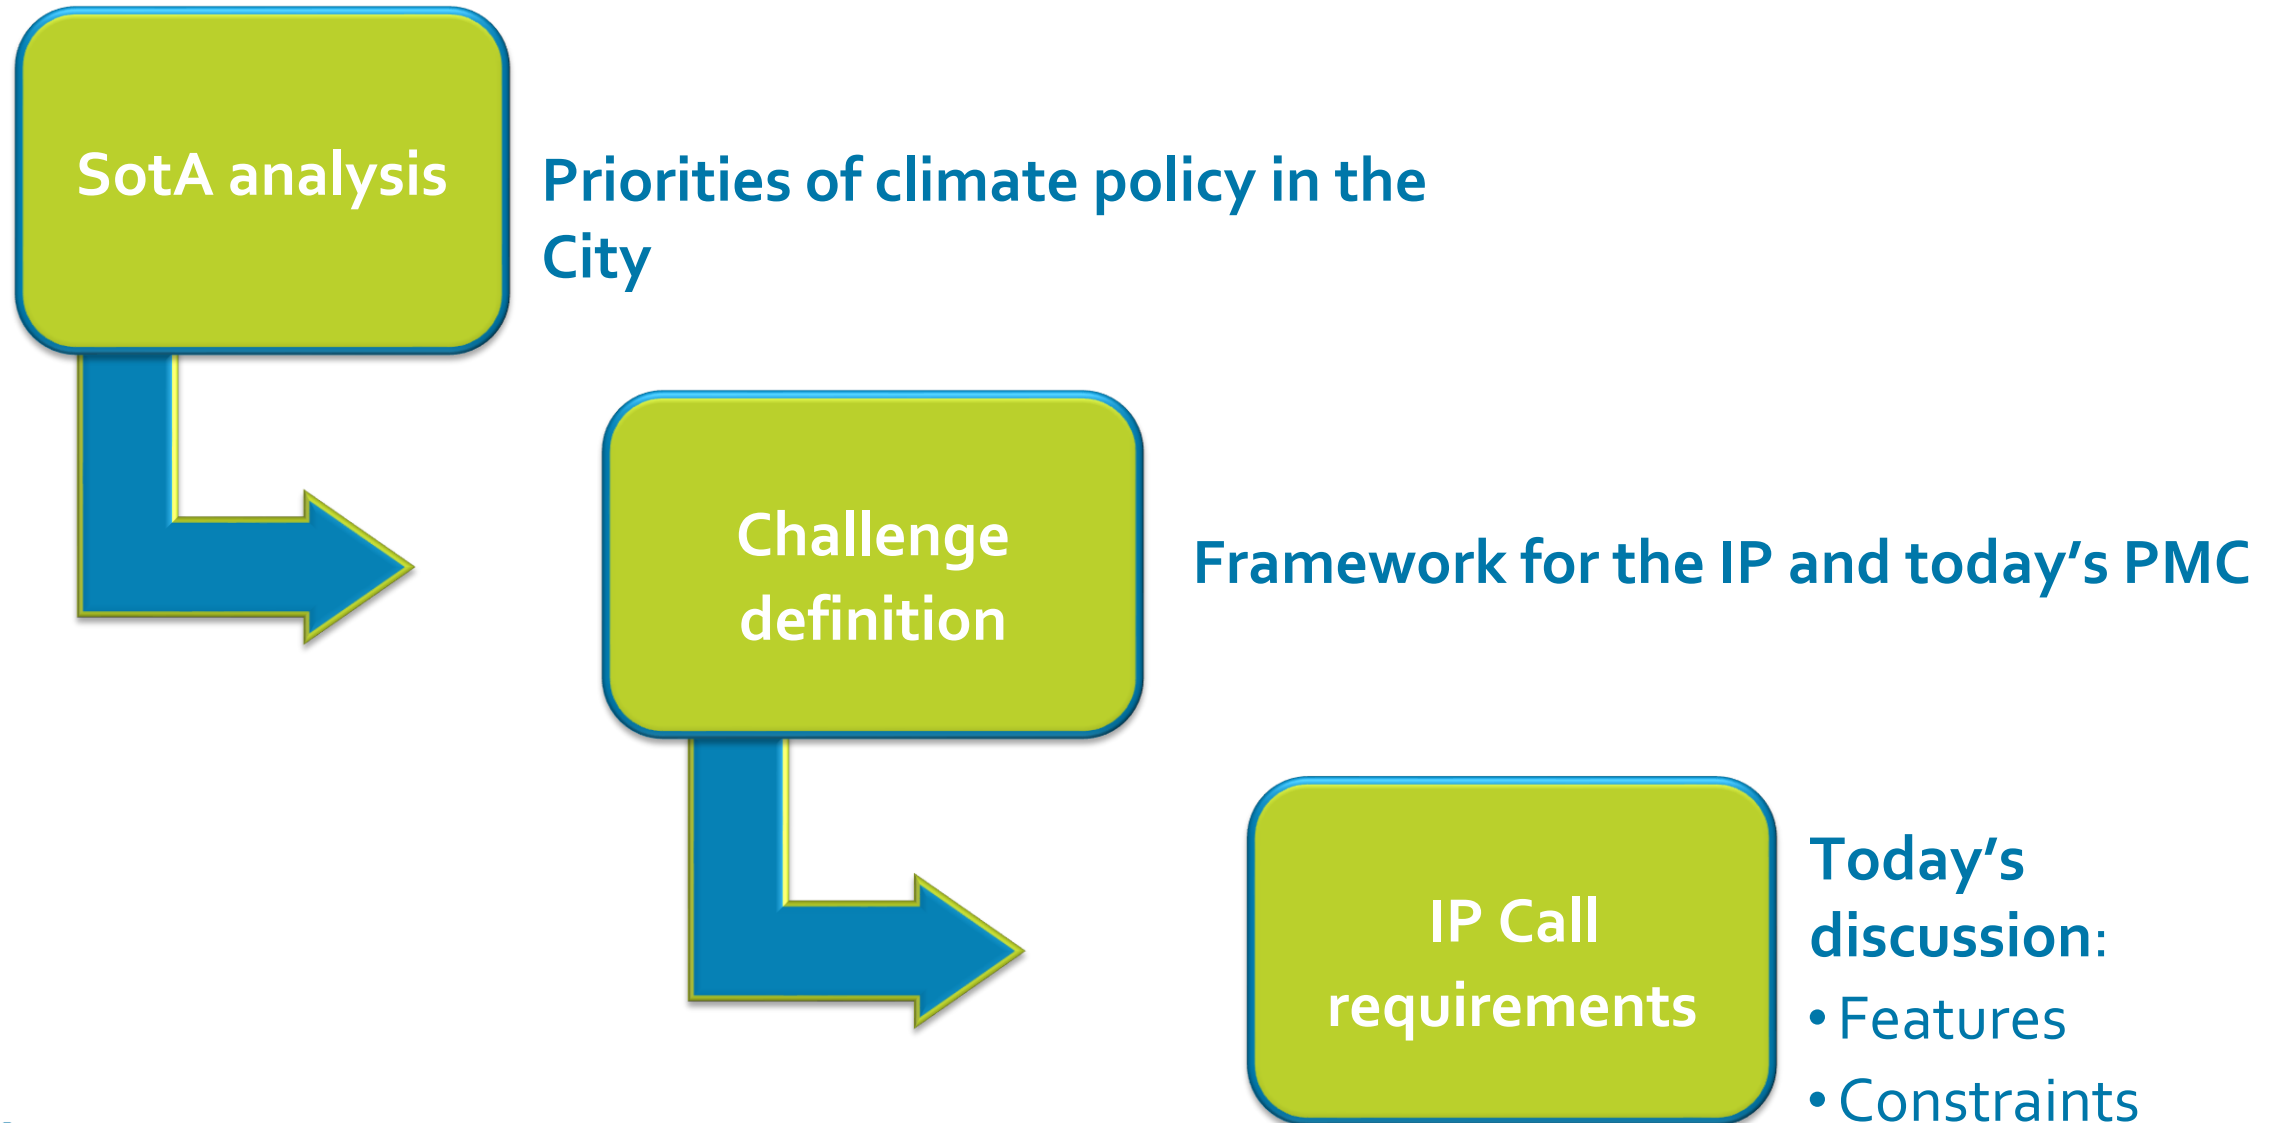 SotA analysis
Priorities of climate policy in the
City
Challenge
definition
Framework for the IP and today's PMC
IP Call
requirements
Today's
discussion:
• Features
• Constraints